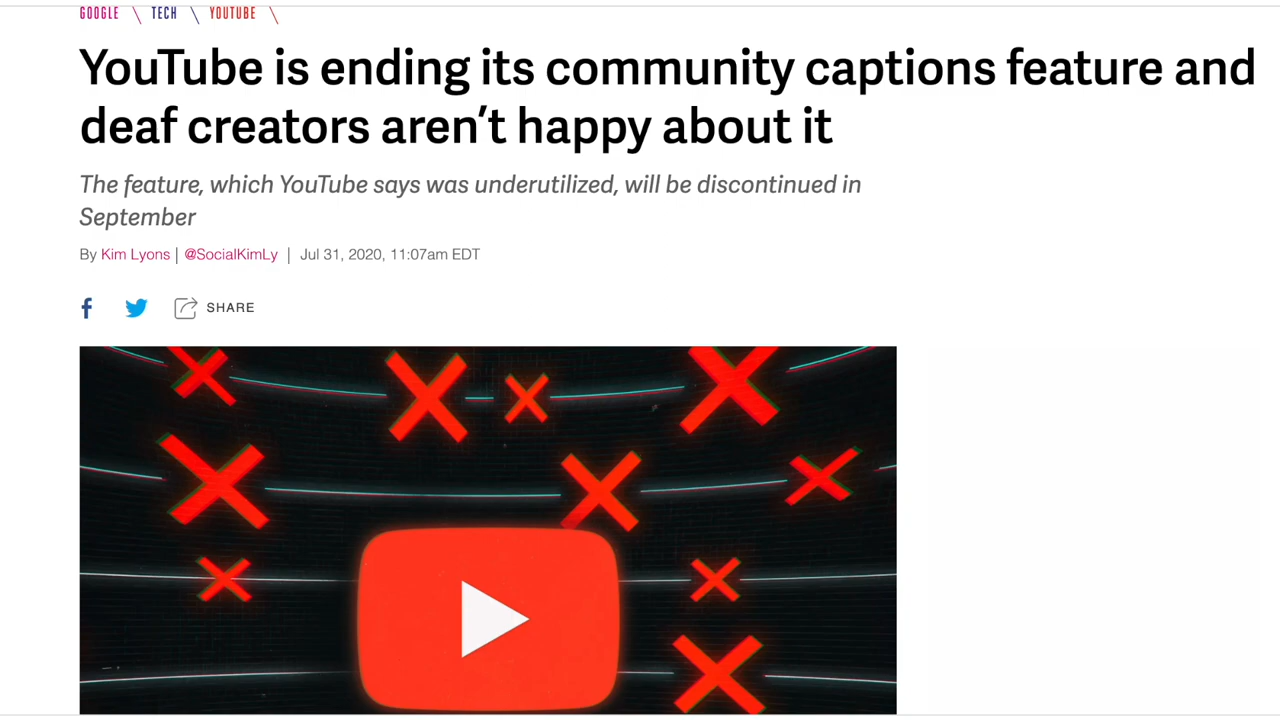 GOOGLE \ TECH \ YOUTUBE \
YouTube is ending its community captions feature and
deaf creators aren’t happy about it
The feature, which YouTube says was underutilized, will be discontinued in
September
By Kim Lyons | @SocialKimLy | Jul 31, 2020, 11:07am EDT
SHARE